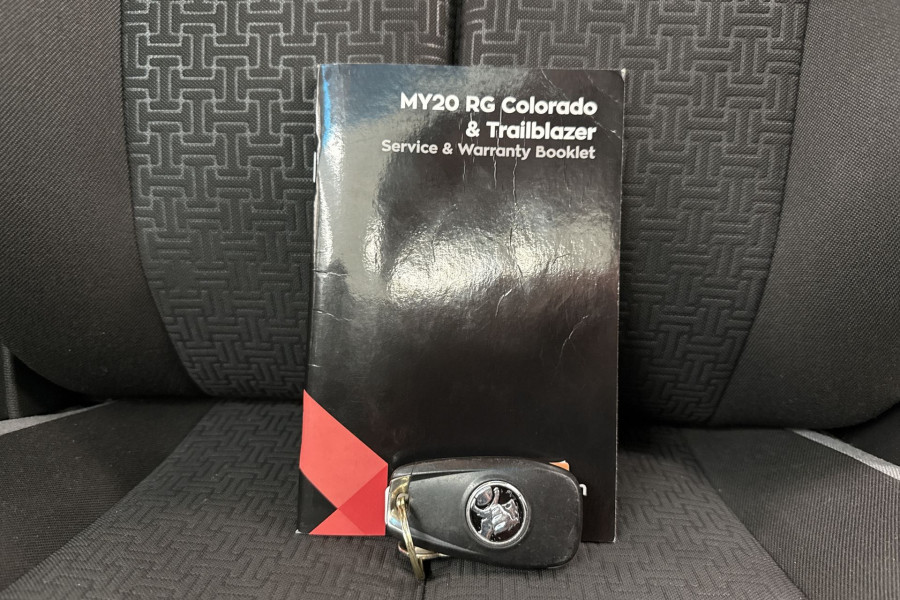 MY20 RG Colorado
& Trailblazer
Service & Warranty Booklet